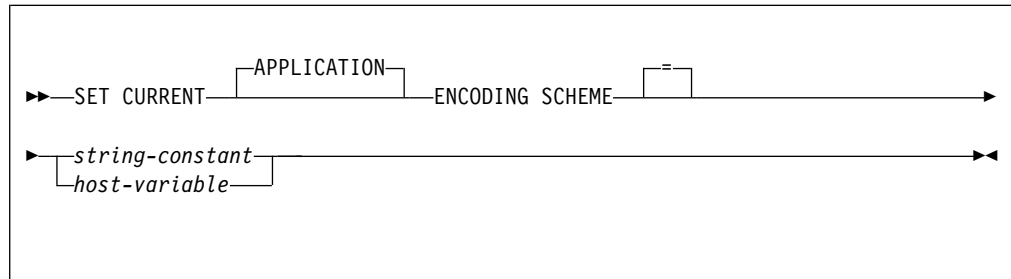 APPLICATION =
SET CURRENT ENCODING SCHEME
string-constant
host-variable